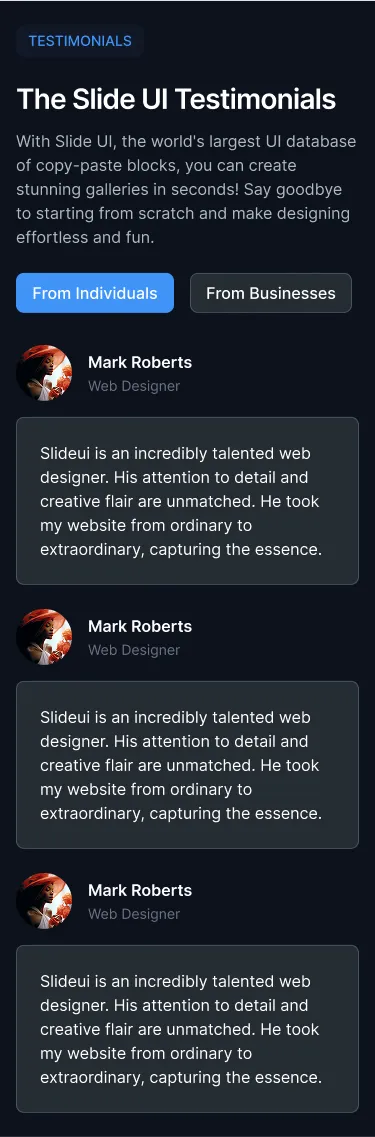 TESTIMONIALS
The Slide UI Testimonials
With Slide UI, the world's largest UI database
of copy-paste blocks, you can create
stunning galleries in seconds! Say goodbye
to starting from scratch and make designing
effortless and fun.
From Individuals
From Businesses
Mark Roberts
Web Designer
Slideui is an incredibly talented web
designer. His attention to detail and
creative flair are unmatched. He took
my website from ordinary to
extraordinary, capturing the essence.
Mark Roberts
Web Designer
Slideui is an incredibly talented web
designer. His attention to detail and
creative flair are unmatched. He took
my website from ordinary to
extraordinary, capturing the essence.
Mark Roberts
Web Designer
Slideui is an incredibly talented web
designer. His attention to detail and
creative flair are unmatched. He took
my website from ordinary to
extraordinary, capturing the essence.